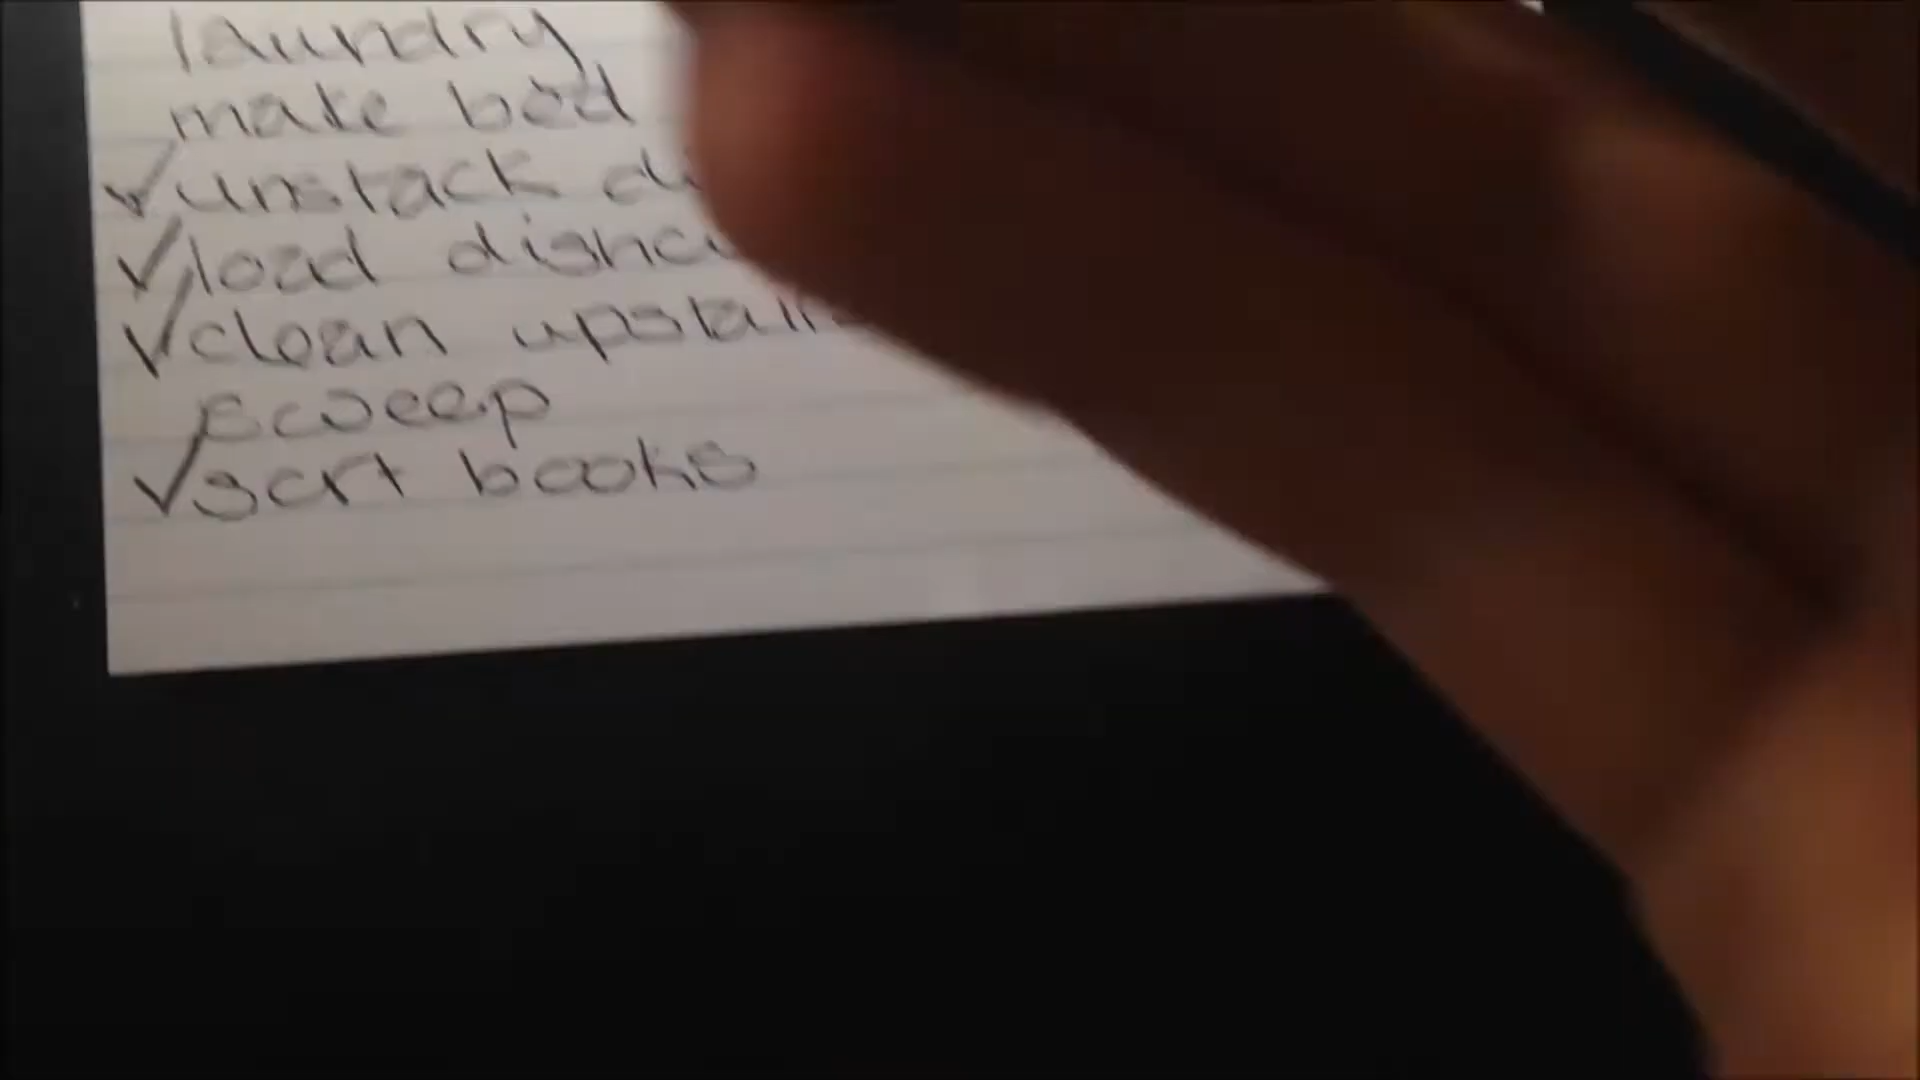 laundry
make bed
✓unstack
✓load
✓clean
sweep
✓sort books